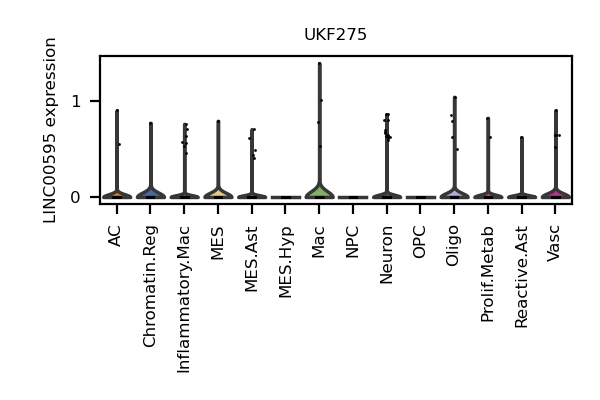 UKF275
LINC00595 expression
1
0
AC
Chromatin.Reg
Inflammatory.Mac
MES
MES.Ast
MES.Hyp
Mac
NPC
Neuron
OPC
Oligo
Prolif.Metab
Reactive.Ast
Vasc